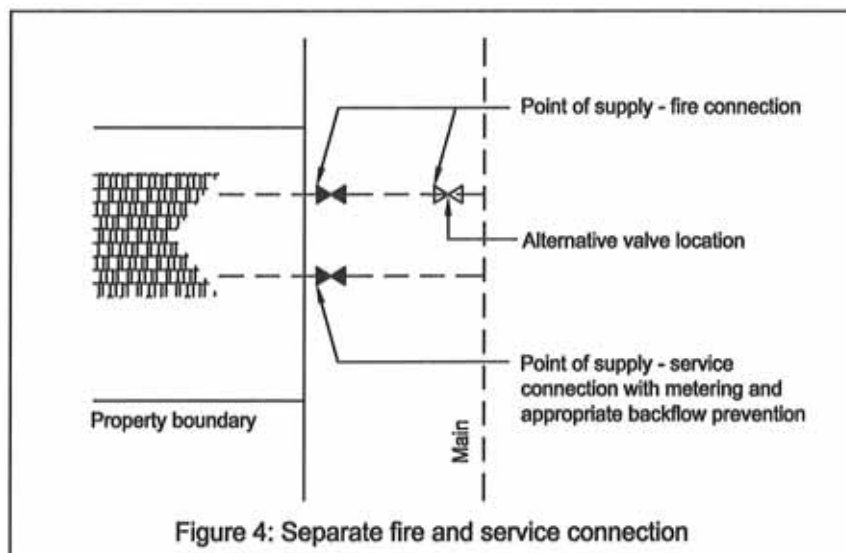 Point of supply - fire connection
Alternative valve location
Point of supply - service
connection with metering and
appropriate backflow prevention
Property boundary
Main
Figure 4: Separate fire and service connection